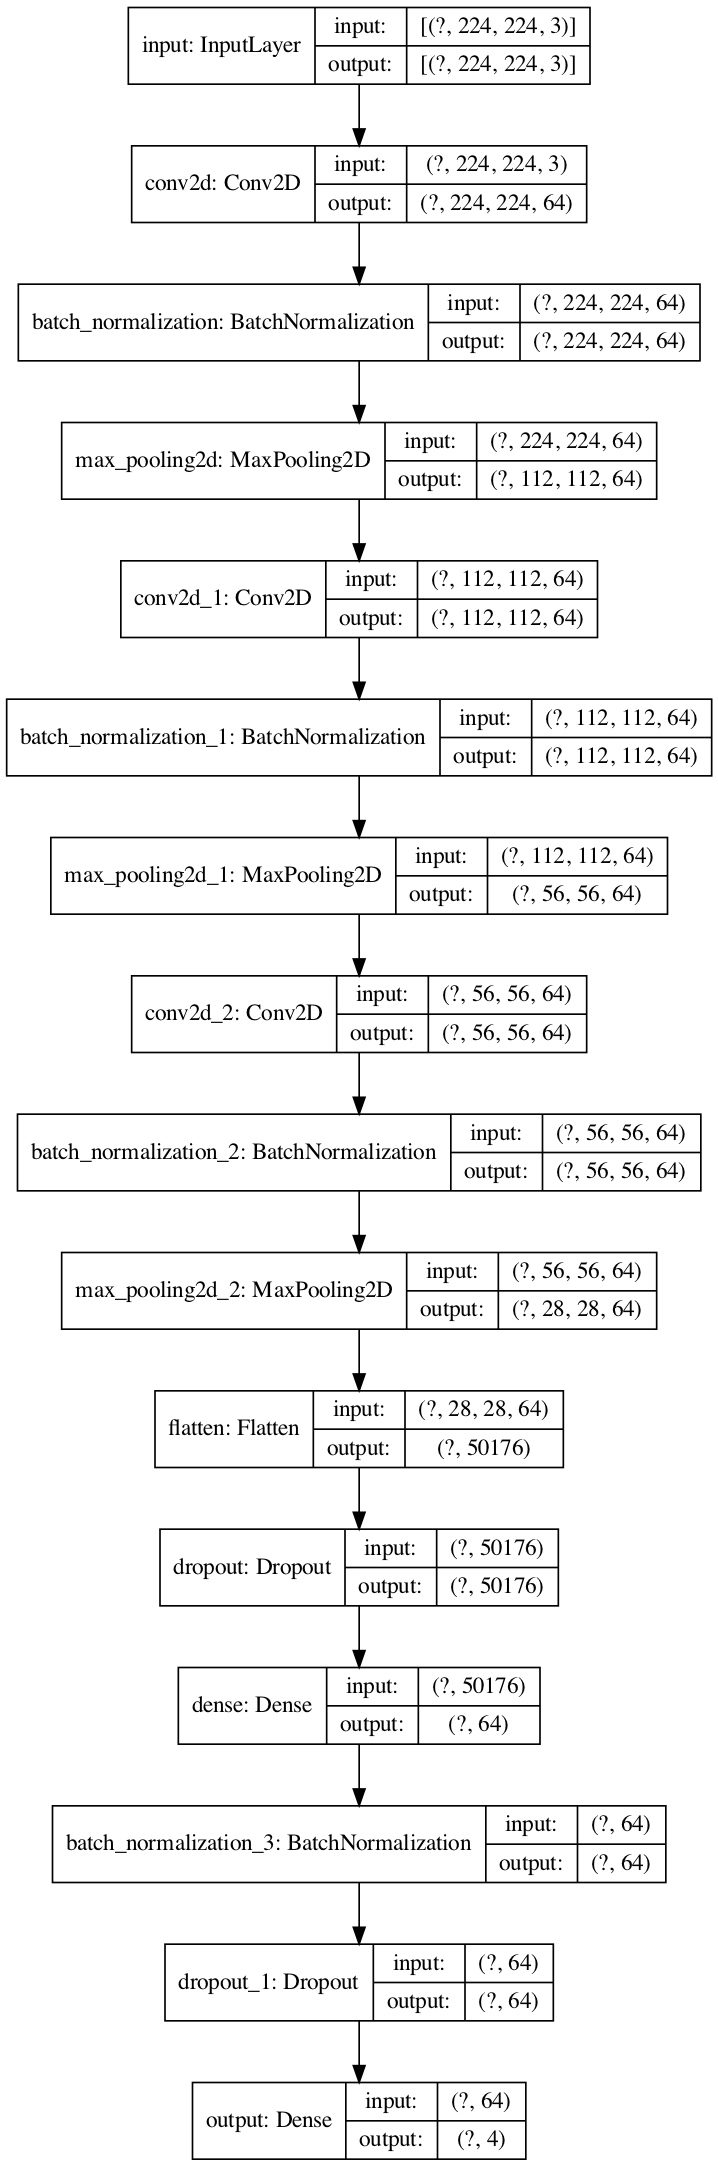 input: InputLayer
input: [(?, 224, 224, 3)]
output: [(?, 224, 224, 3)]
conv2d: Conv2D
input: (?, 224, 224, 3)
output: (?, 224, 224, 64)
batch_normalization: BatchNormalization
input: (?, 224, 224, 64)
output: (?, 224, 224, 64)
max_pooling2d: MaxPooling2D
input: (?, 224, 224, 64)
output: (?, 112, 112, 64)
conv2d_1: Conv2D
input: (?, 112, 112, 64)
output: (?, 112, 112, 64)
batch_normalization_1: BatchNormalization
input: (?, 112, 112, 64)
output: (?, 112, 112, 64)
max_pooling2d_1: MaxPooling2D
input: (?, 112, 112, 64)
output: (?, 56, 56, 64)
conv2d_2: Conv2D
input: (?, 56, 56, 64)
output: (?, 56, 56, 64)
batch_normalization_2: BatchNormalization
input: (?, 56, 56, 64)
output: (?, 56, 56, 64)
max_pooling2d_2: MaxPooling2D
input: (?, 56, 56, 64)
output: (?, 28, 28, 64)
flatten: Flatten
input: (?, 28, 28, 64)
output: (?, 50176)
dropout: Dropout
input: (?, 50176)
output: (?, 50176)
dense: Dense
input: (?, 50176)
output: (?, 64)
batch_normalization_3: BatchNormalization
input: (?, 64)
output: (?, 64)
dropout_1: Dropout
input: (?, 64)
output: (?, 64)
output: Dense
input: (?, 64)
output: (?, 4)